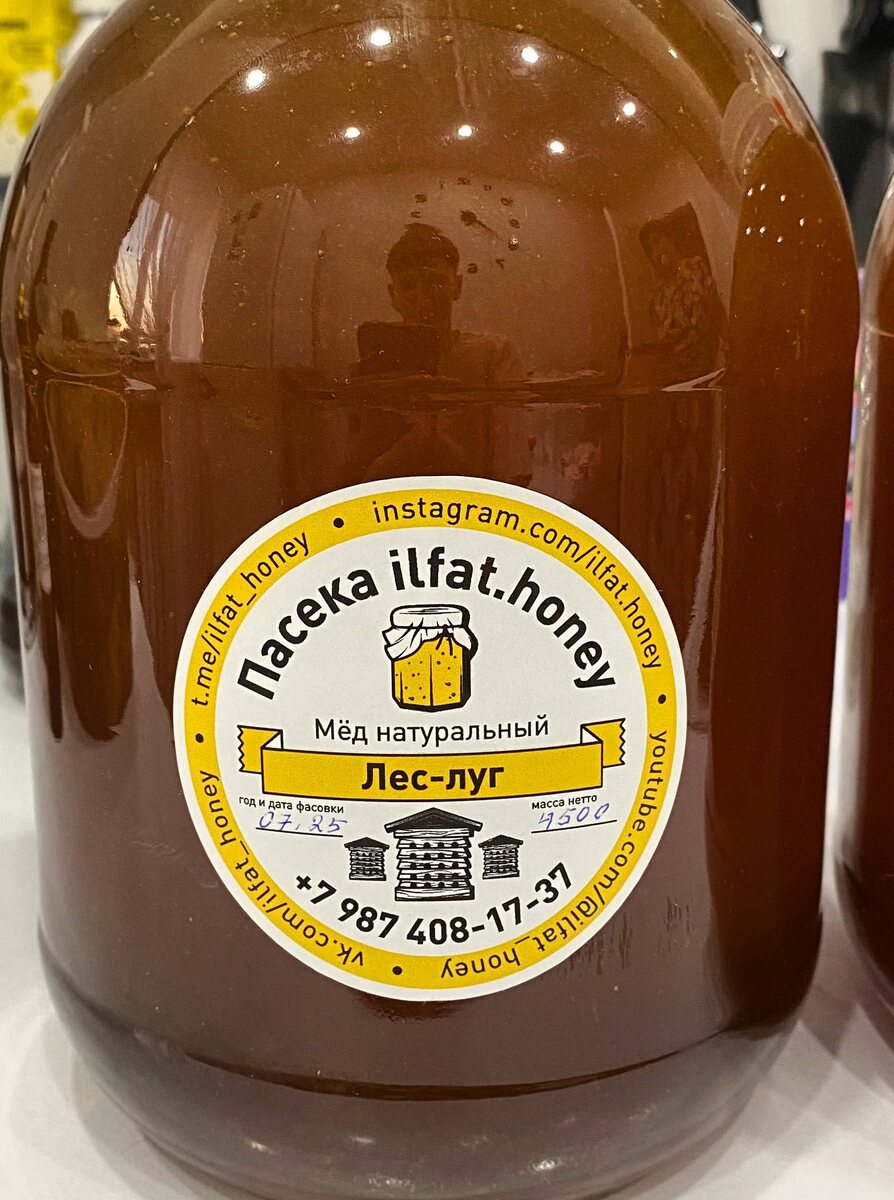 t.me/ilfat_honey • instagram.com/ilfat.honey • youtube.com/@ilfat_honey • vk.com/ilfat_honey •
Пасека ilfat.honey
Мёд натуральный
Лес-луг
год и дата фасовки
07.25
масса нетто
4500
+7 987 408-17-37